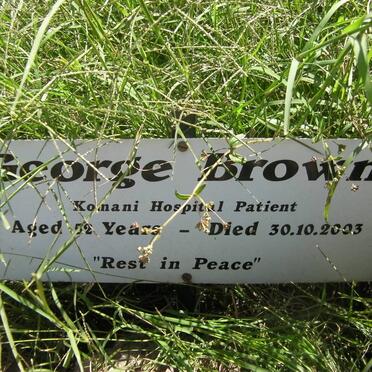 George Brown
Komani Hospital Patient
Aged Years - Died 30.10.2003
"Rest in Peace"